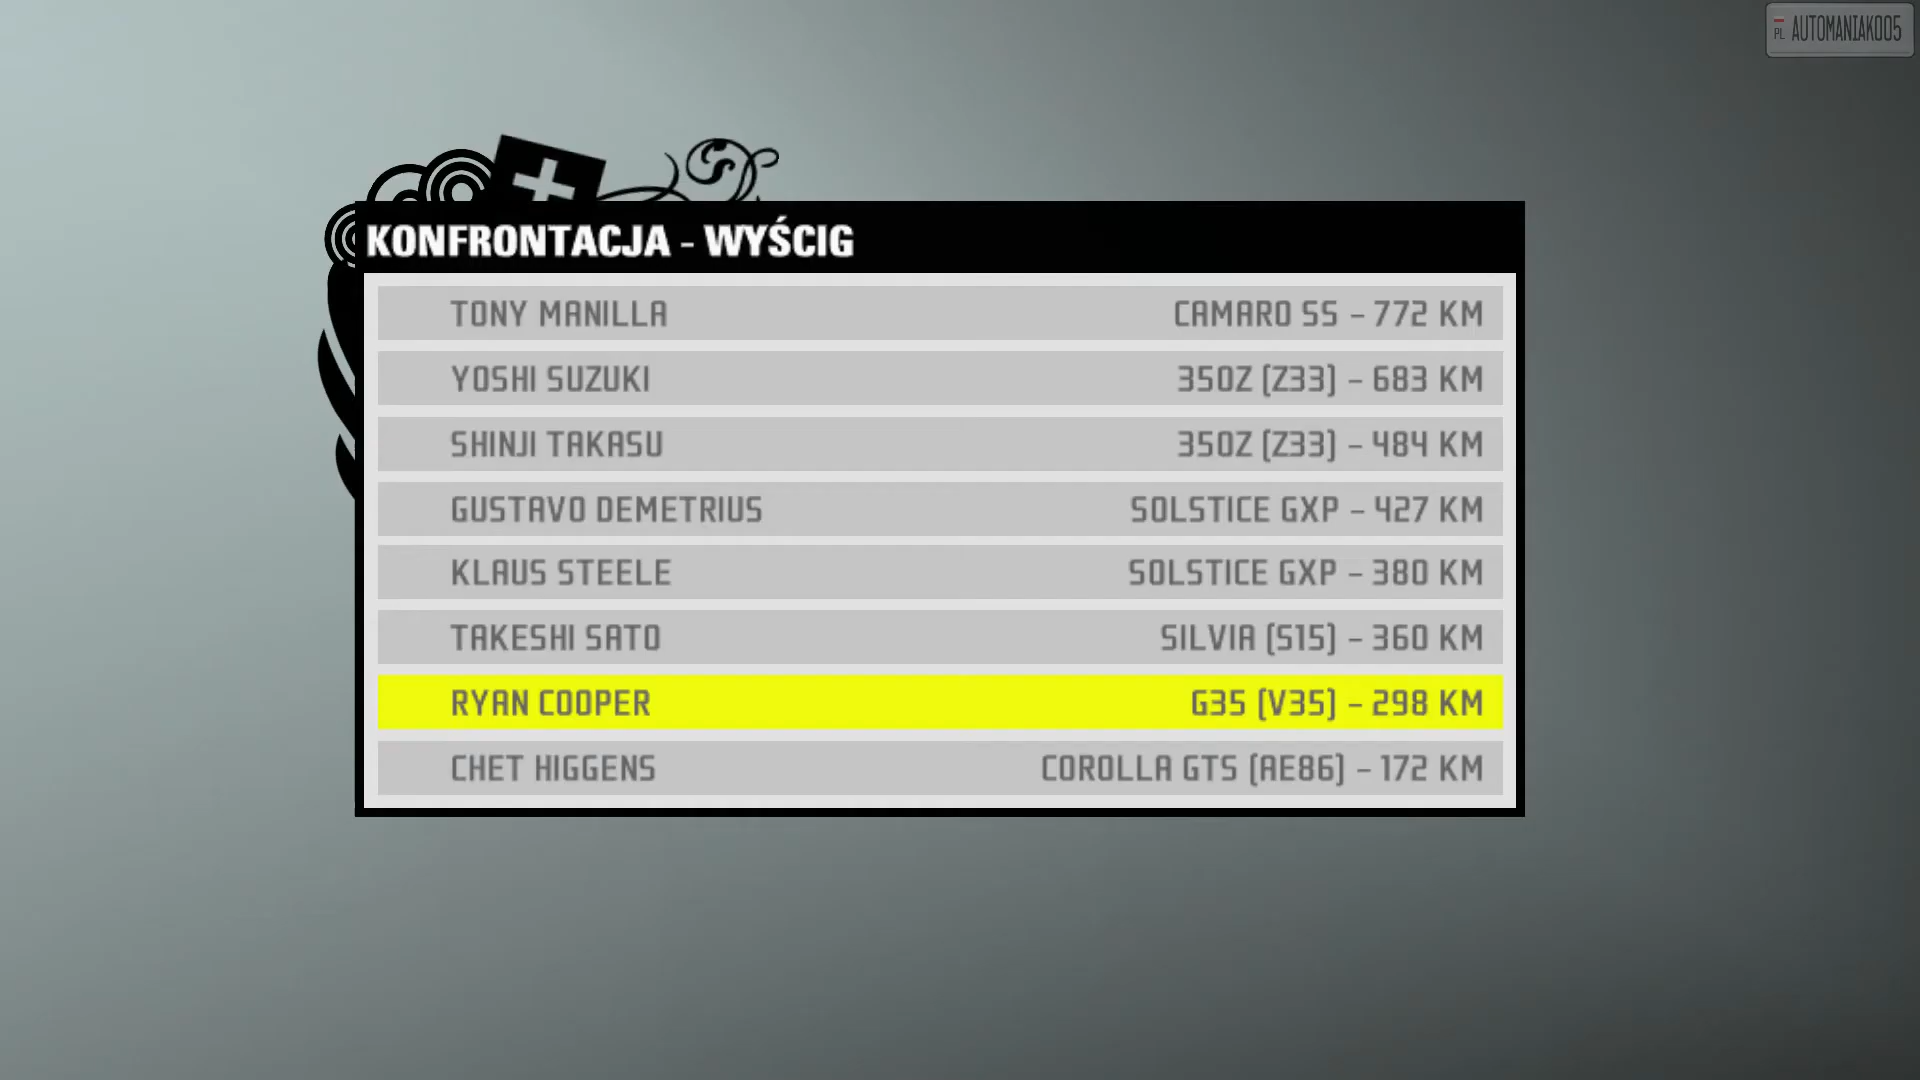 PL AUTOMANIAK005
KONFRONTACJA - WYŚCIG
TONY MANILLA CAMARO SS - 772 KM
YOSHI SUZUKI 350Z (Z33) - 683 KM
SHINJI TAKASU 350Z (Z33) - 484 KM
GUSTAVO DEMETRIUS SOLSTICE GXP - 427 KM
KLAUS STEELE SOLSTICE GXP - 380 KM
TAKESHI SATO SILVIA (S15) - 360 KM
RYAN COOPER G35 (V35) - 298 KM
CHET HIGGENS COROLLA GTS (AE86) - 172 KM